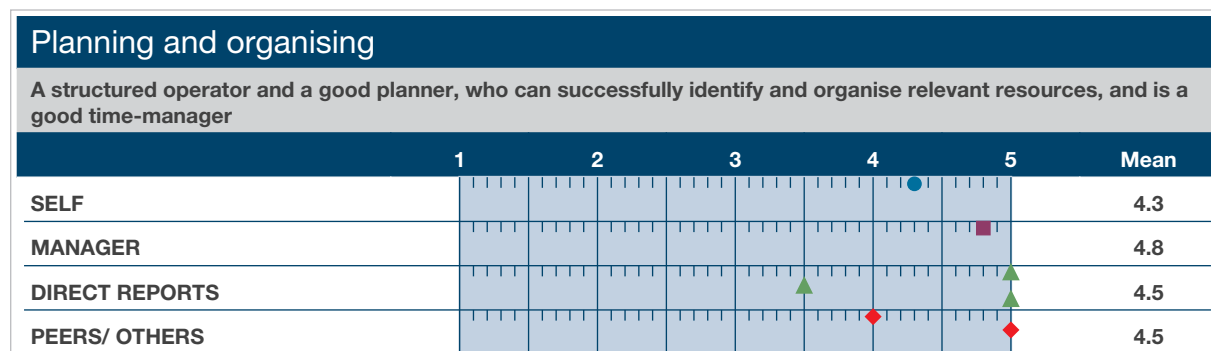 Planning and organising
A structured operator and a good planner, who can successfully identify and organise relevant resources, and is a
good time-manager
1 2 3 4 5 Mean
SELF 4.3
MANAGER 4.8
DIRECT REPORTS 4.5
PEERS/ OTHERS 4.5